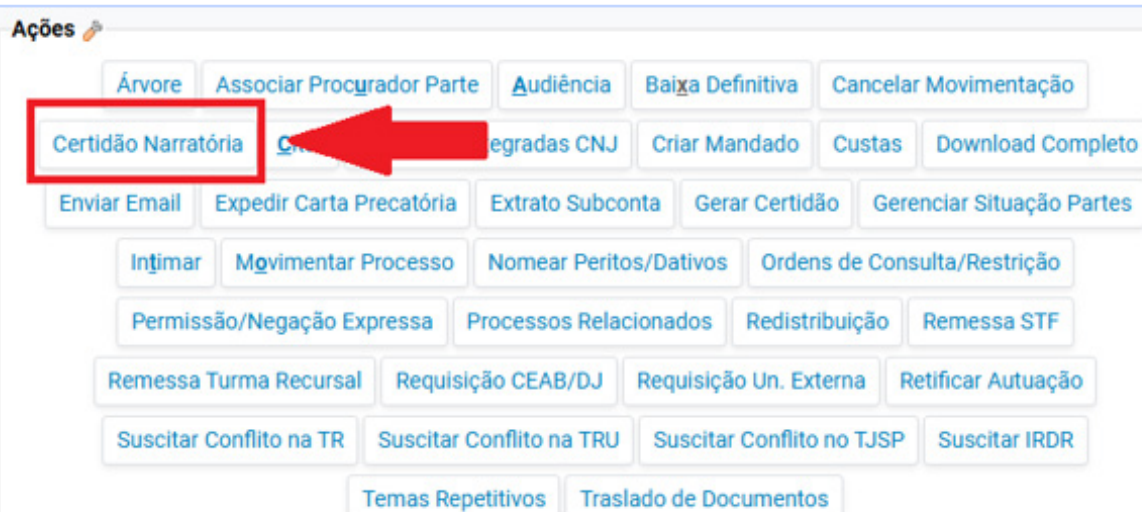 Ações
Árvore Associar Procurador Parte Audiência Baixa Definitiva Cancelar Movimentação
Certidão Narratória CNJ Criar Mandado Custas Download Completo
Enviar Email Expedir Carta Precatória Extrato Subconta Gerar Certidão Gerenciar Situação Partes
Intimar Movimentar Processo Nomear Peritos/Dativos Ordens de Consulta/Restrição
Permissão/Negação Expressa Processos Relacionados Redistribuição Remessa STF
Remessa Turma Recursal Requisição CEAB/DJ Requisição Un. Externa Retificar Autuação
Suscitar Conflito na TR Suscitar Conflito na TRU Suscitar Conflito no TJSP Suscitar IRDR
Temas Repetitivos Traslado de Documentos